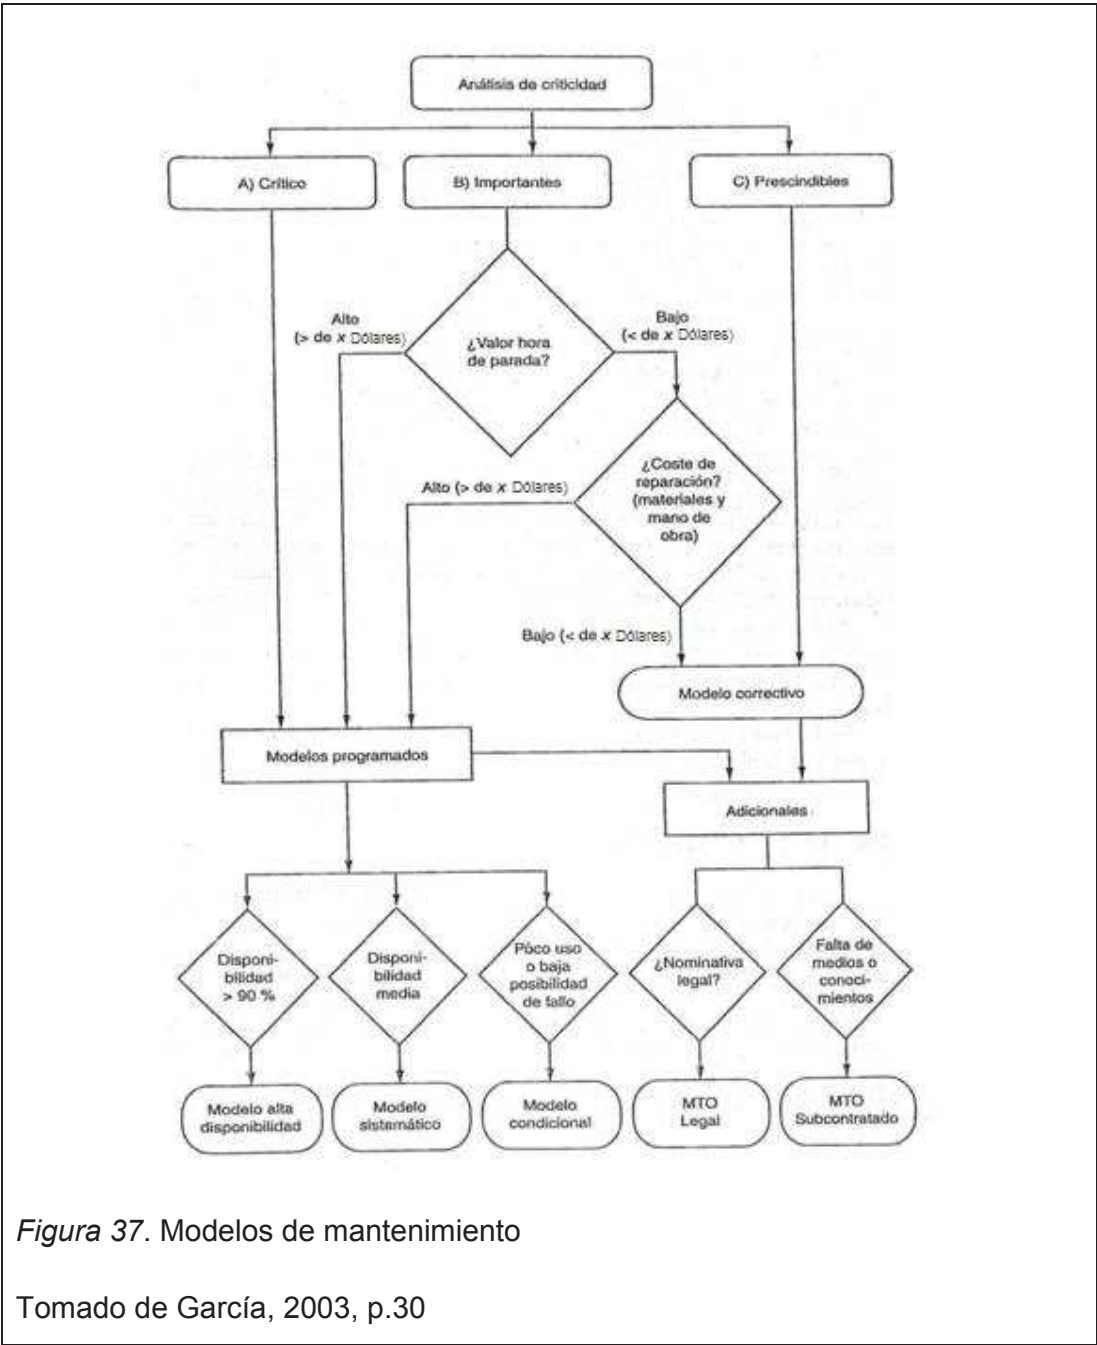 Análisis de criticidad
A) Crítico
B) Importantes
C) Prescindibles
Alto
(> de x Dólares)
¿Valor hora
de parada?
Bajo
(< de x Dólares)
Alto (> de x Dólares)
¿Coste de
reparación?
(materiales y
mano de
obra)
Bajo (< de x Dólares)
Modelo correctivo
Modelos programados
Adicionales
Disponi-
bilidad
> 90 %
Disponi-
bilidad
media
Póco uso
o baja
posibilidad
de fallo
¿Nominativa
legal?
Falta de
medios o
conoci-
mientos
Modelo alta
disponibilidad
Modelo
sistemático
Modelo
condicional
MTO
Legal
MTO
Subcontratado
Figura 37. Modelos de mantenimiento
Tomado de García, 2003, p.30